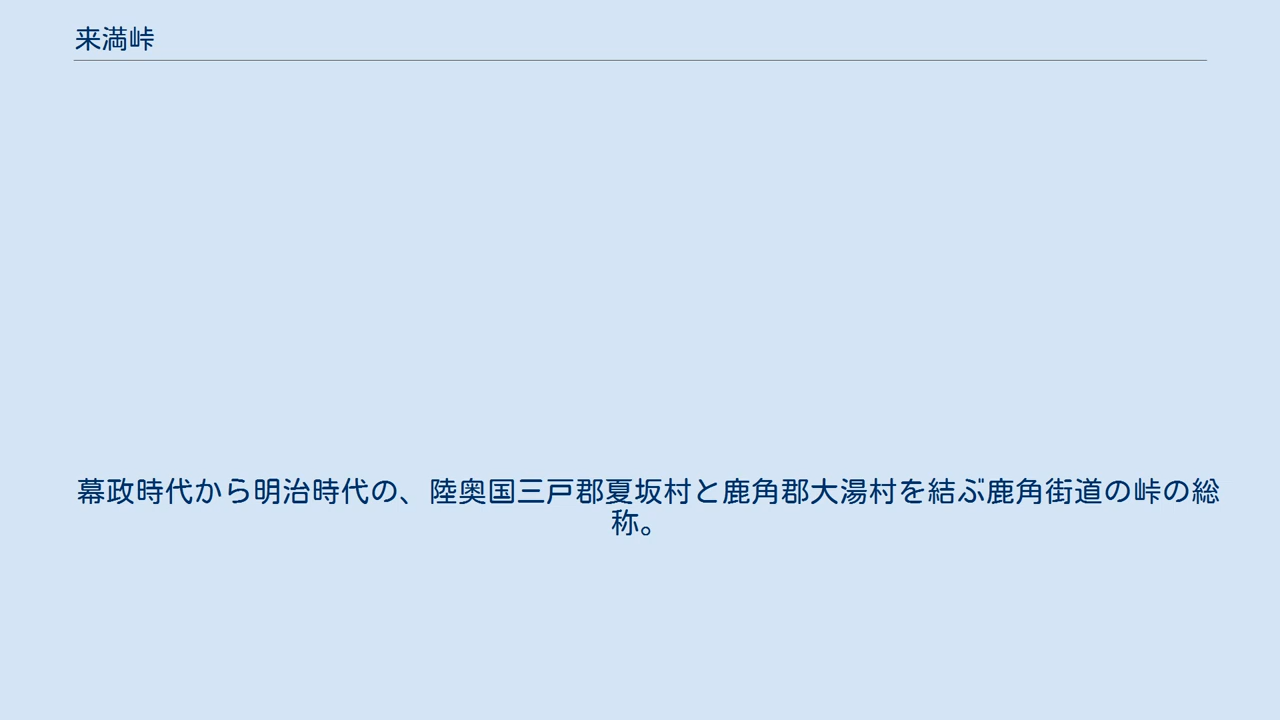 来満峠
幕政時代から明治時代の、陸奥国三戸郡夏坂村と鹿角郡大湯村を結ぶ鹿角街道の峠の総
称。